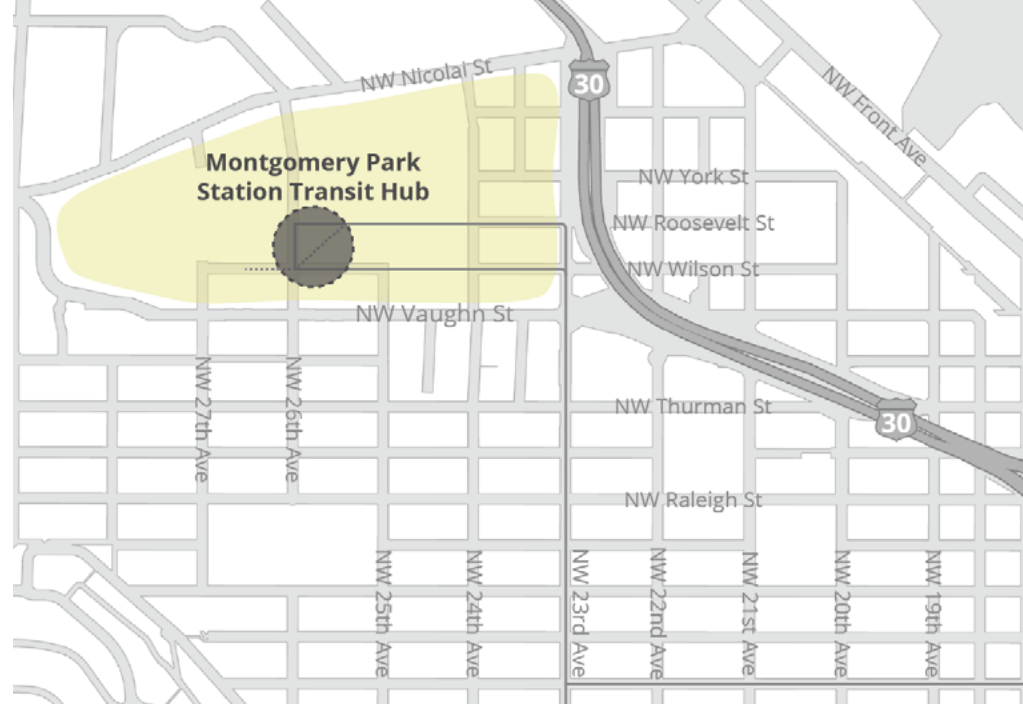 NW Nicolai St
30
NW Front Ave
Montgomery Park
Station Transit Hub
NW York St
NW Roosevelt St
NW Wilson St
NW Vaughn St
NW 27th Ave
NW 26th Ave
NW Thurman St
30
NW Raleigh St
NW 25th Ave
NW 24th Ave
NW 23rd Ave
NW 22nd Ave
NW 21st Ave
NW 20th Ave
NW 19th Ave